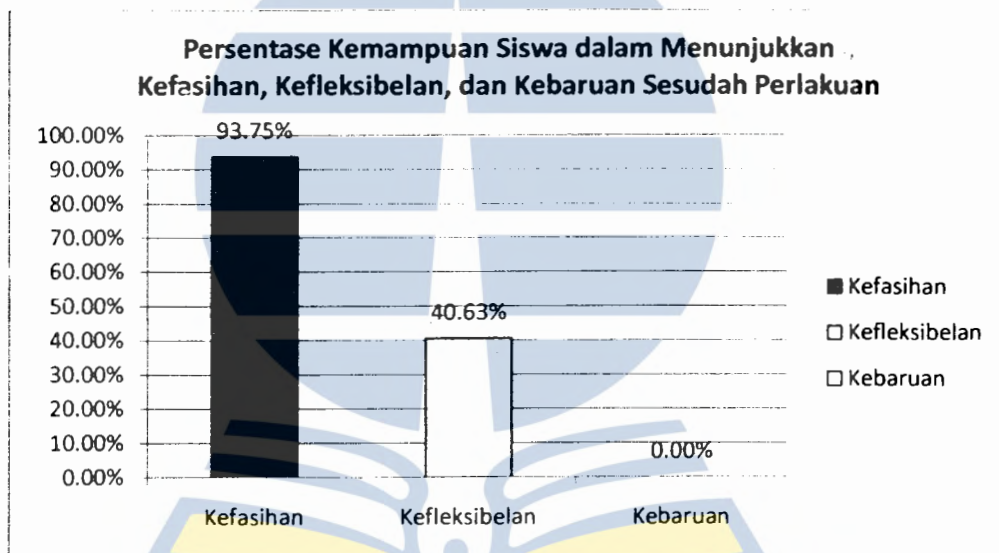 Persentase Kemampuan Siswa dalam Menunjukkan
Kefasihan, Kefleksibelan, dan Kebaruan Sesudah Perlakuan
100.00%
90.00%
80.00%
70.00%
60.00%
50.00%
40.00%
30.00%
20.00%
10.00%
0.00%
93.75%
40.63%
0.00%
Kefasihan
Kefleksibelan
Kebaruan
Kefasihan
Kefleksibelan
Kebaruan